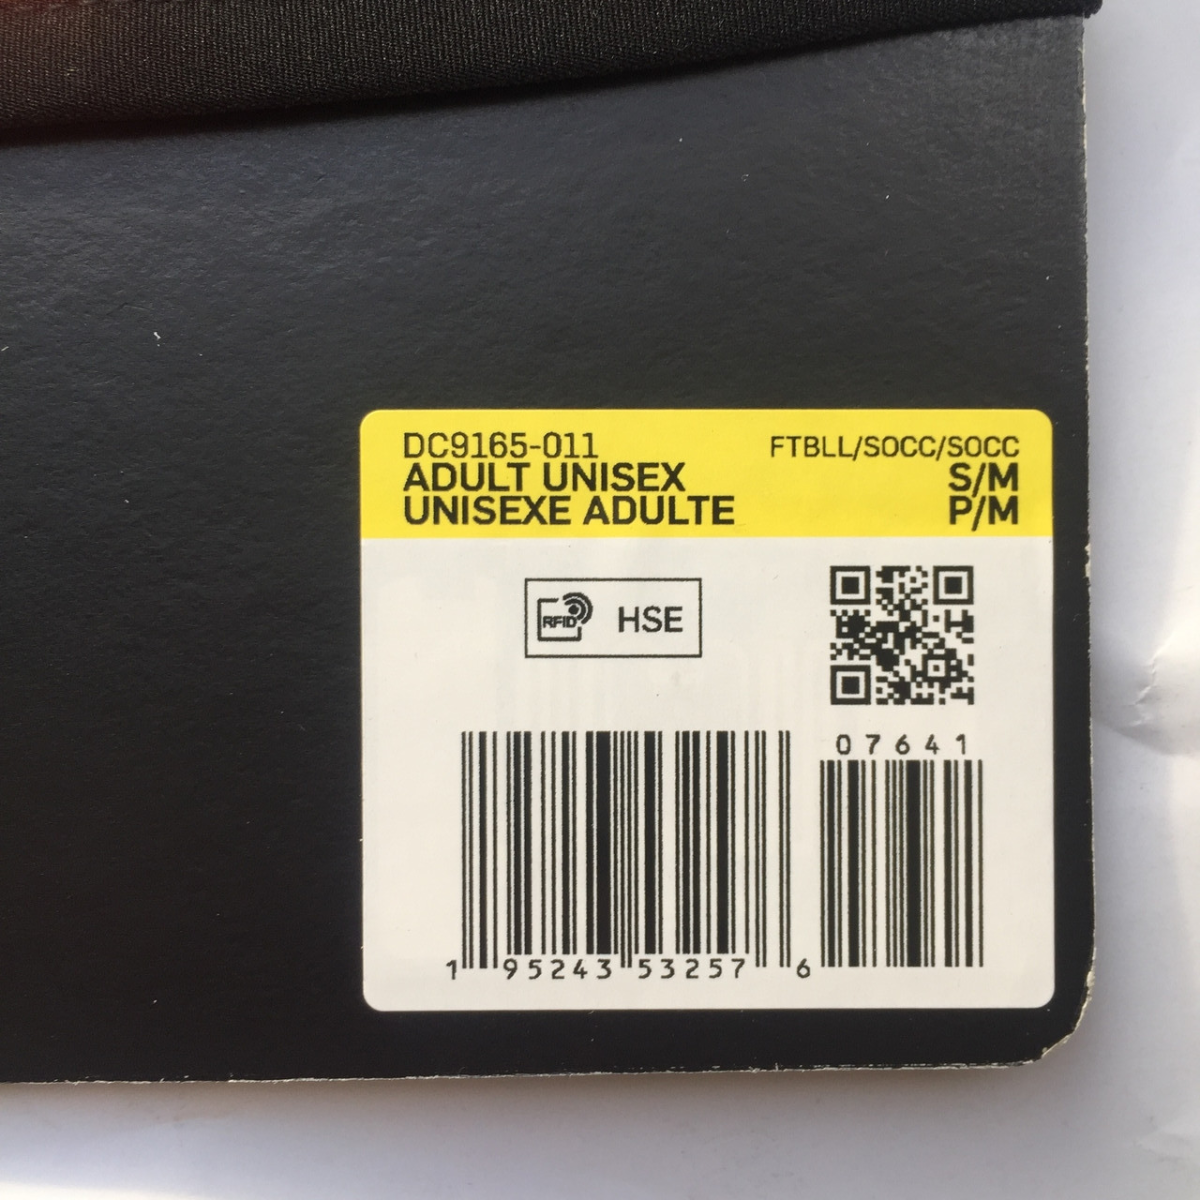 DC9165-011 FTBLL/SOCC/SOCC
ADULT UNISEX S/M
UNISEXE ADULTE P/M
RFID HSE
07641
1 95243 53257 6